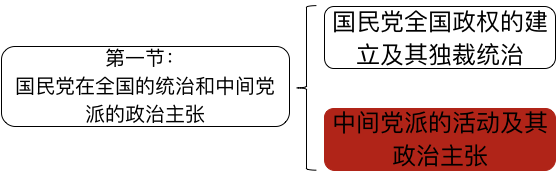 第一节：
国民党在全国的统治和中间党
派的政治主张
国民党全国政权的建
立及其独裁统治
中间党派的活动及其
政治主张